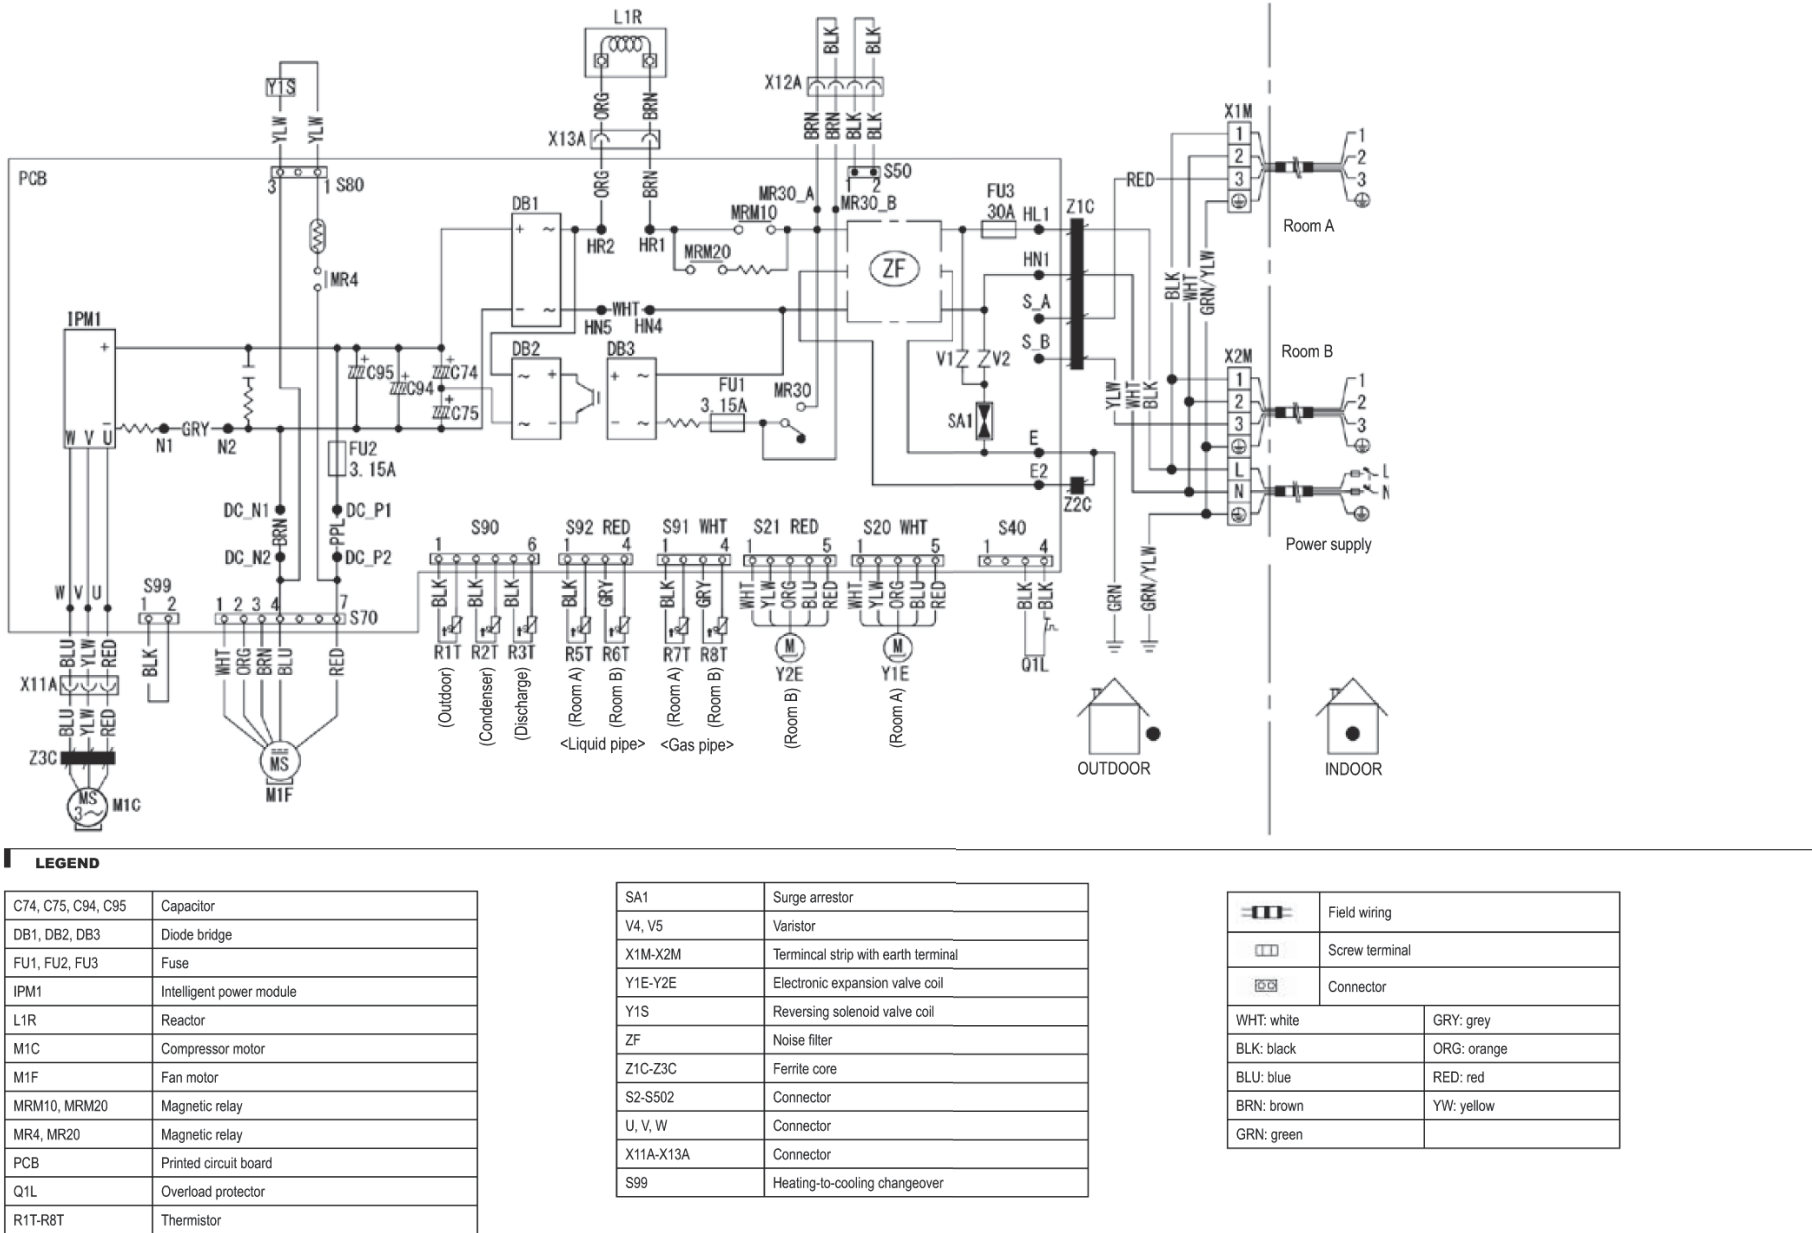 L1R
BLK
BLK
X12A
Y1S
ORG
BRN
X1M
YLW
YLW
X13A
BRN
BRN
BLK
BLK
1
2
3
1
2
3
PCB
3
1
S80
ORG
BRN
S50
1
2
RED
DB1
MR30_A
MR30_B
FU3
30A
HL1
Z1C
Room A
MRM10
+
~
HR2
HR1
MRM20
ZF
HN1
MR4
BLK
WHT
GRN/YLW
S_A
IPM1
-
~
WHT
HN5
HN4
S_B
+
DB2
DB3
V1
V2
X2M
Room B
C95
C94
C74
C75
~
+
+
~
~
-
-
~
FU1
3.15A
MR30
SA1
YLW
WHT
BLK
1
2
3
1
2
3
W
V
U
-
N1
GRY
N2
FU2
3.15A
E
E2
Z2C
L
N
L
N
Power supply
DC_N1
DC_P1
BRN
PPL
DC_N2
DC_P2
S90
S92 RED
S91 WHT
S21 RED
S20 WHT
S40
1
6
1
4
1
4
1
5
1
5
1
4
W
V
U
S99
1
2
1
2
3
4
7
S70
BLK
BLK
BLK
BLK
GRY
BLK
GRY
WHT
YLW
ORG
BLU
RED
WHT
YLW
ORG
BLU
RED
BLK
BLK
GRN
GRN/YLW
R1T
R2T
R3T
R5T
R6T
R7T
R8T
M
Y2E
M
Y1E
Q1L
BLU
YLW
RED
BLK
WHT
ORG
BRN
BLU
RED
X11A
(Outdoor)
(Condenser)
(Discharge)
(Room A)
(Room B)
(Room A)
(Room B)
(Room B)
(Room A)
<Liquid pipe>
<Gas pipe>
BLU
YLW
RED
Z3C
MS
M1F
MS
3~
M1C
OUTDOOR
INDOOR
LEGEND
C74, C75, C94, C95 Capacitor
DB1, DB2, DB3 Diode bridge
FU1, FU2, FU3 Fuse
IPM1 Intelligent power module
L1R Reactor
M1C Compressor motor
M1F Fan motor
MRM10, MRM20 Magnetic relay
MR4, MR20 Magnetic relay
PCB Printed circuit board
Q1L Overload protector
R1T-R8T Thermistor
SA1 Surge arrestor
V4, V5 Varistor
X1M-X2M Termincal strip with earth terminal
Y1E-Y2E Electronic expansion valve coil
Y1S Reversing solenoid valve coil
ZF Noise filter
Z1C-Z3C Ferrite core
S2-S502 Connector
U, V, W Connector
X11A-X13A Connector
S99 Heating-to-cooling changeover
Field wiring
Screw terminal
Connector
WHT: white GRY: grey
BLK: black ORG: orange
BLU: blue RED: red
BRN: brown YW: yellow
GRN: green